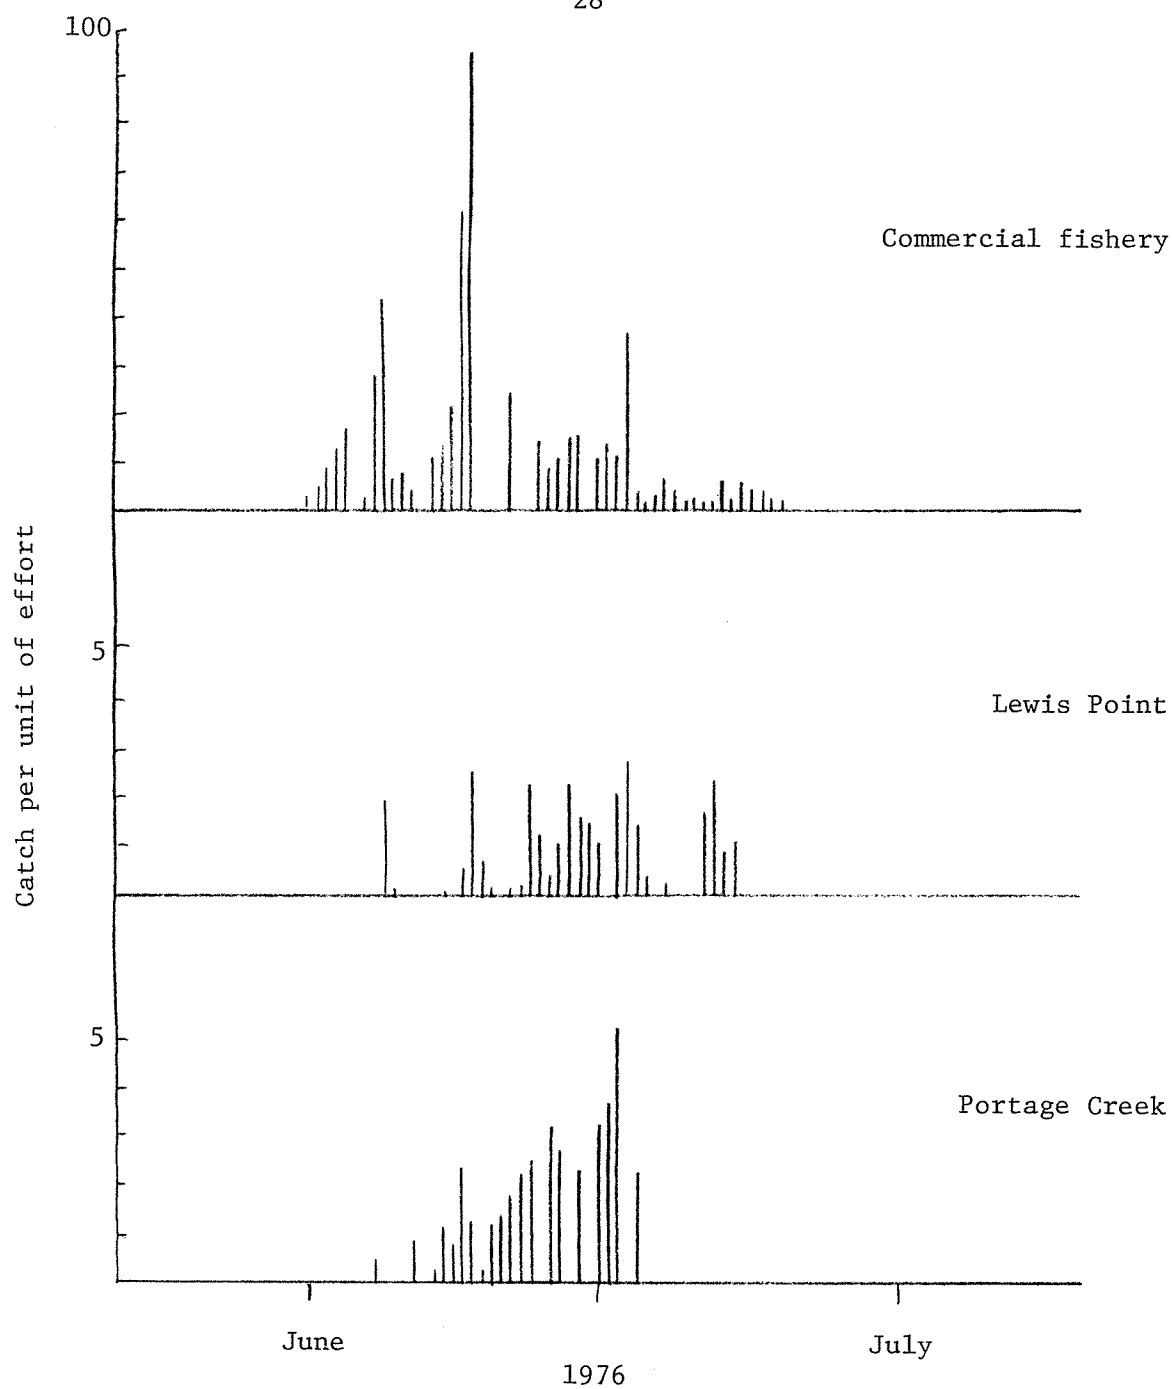 28
100
Commercial fishery
Catch per unit of effort
5
Lewis Point
5
Portage Creek
June
July
1976